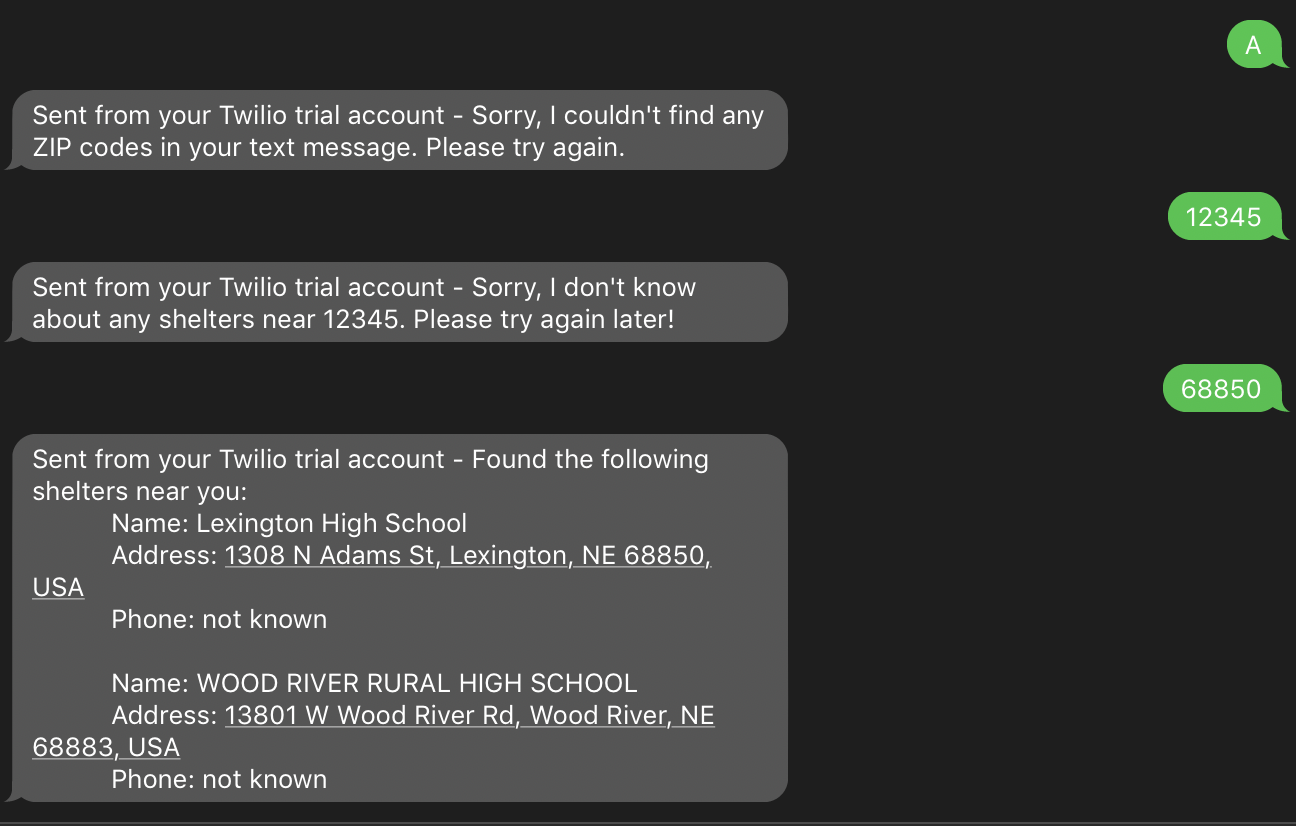 A
Sent from your Twilio trial account - Sorry, I couldn't find any
ZIP codes in your text message. Please try again.
12345
Sent from your Twilio trial account - Sorry, I don't know
about any shelters near 12345. Please try again later!
68850
Sent from your Twilio trial account - Found the following
shelters near you:
Name: Lexington High School
Address: 1308 N Adams St, Lexington, NE 68850,
USA
Phone: not known
Name: WOOD RIVER RURAL HIGH SCHOOL
Address: 13801 W Wood River Rd, Wood River, NE
68883, USA
Phone: not known